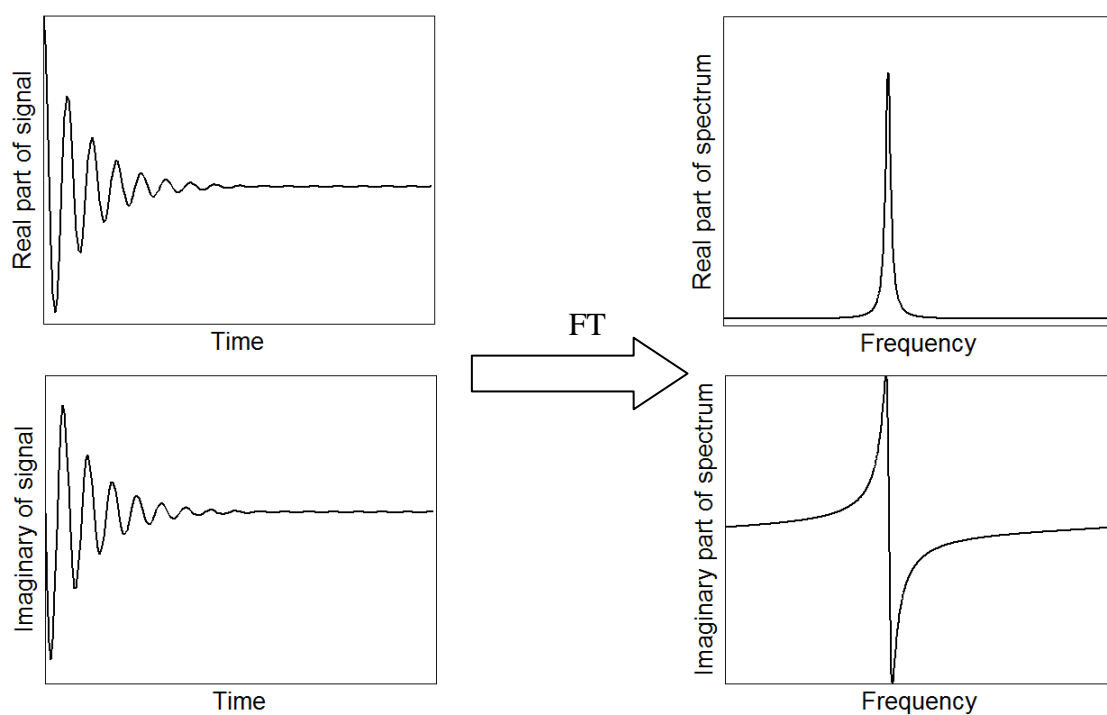 Real part of signal
Time
Imaginary of signal
Time
FT
Real part of spectrum
Frequency
Imaginary part of spectrum
Frequency